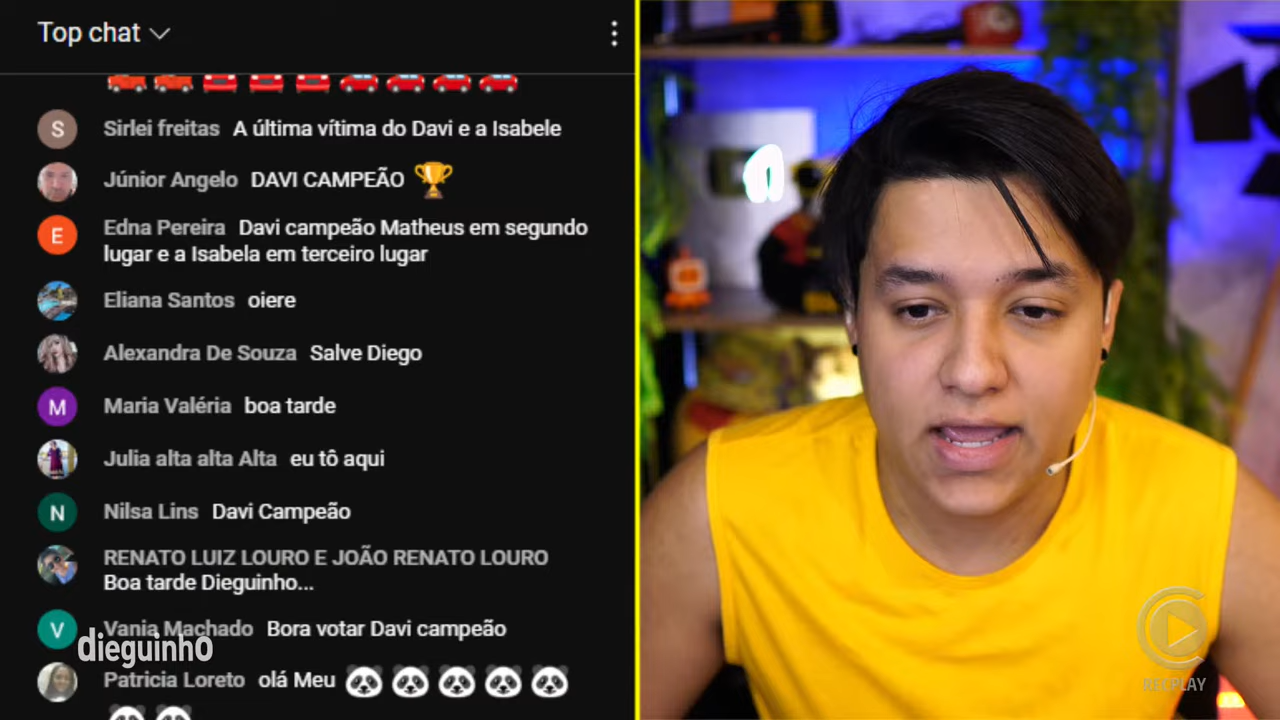 Top chat
S Sirlei freitas A última vítima do Davi e a Isabele
Júnior Angelo DAVI CAMPEÃO
E Edna Pereira Davi campeão Matheus em segundo
lugar e a Isabela em terceiro lugar
Eliana Santos oiere
Alexandra De Souza Salve Diego
M Maria Valéria boa tarde
Julia alta alta Alta eu tô aqui
N Nilsa Lins Davi Campeão
RENATO LUIZ LOURO E JOÃO RENATO LOURO
Boa tarde Dieguinho...
V Vania Machado Bora votar Davi campeão
dieguinho
Patricia Loreto olá Meu
RECPLAY